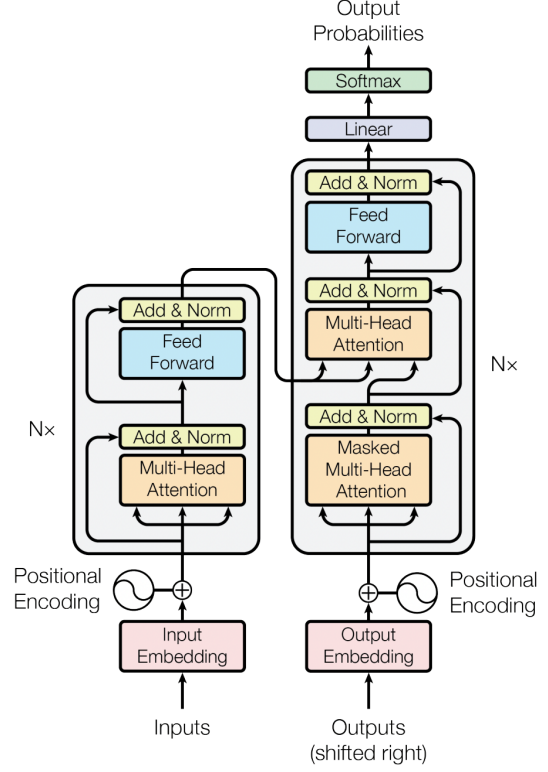 Output
Probabilities
Softmax
Linear
Add & Norm
Feed
Forward
Add & Norm
Multi-Head
Attention
Add & Norm
Masked
Multi-Head
Attention
N×
Add & Norm
Feed
Forward
Add & Norm
Multi-Head
Attention
N×
Positional
Encoding
Positional
Encoding
Input
Embedding
Output
Embedding
Inputs
Outputs
(shifted right)